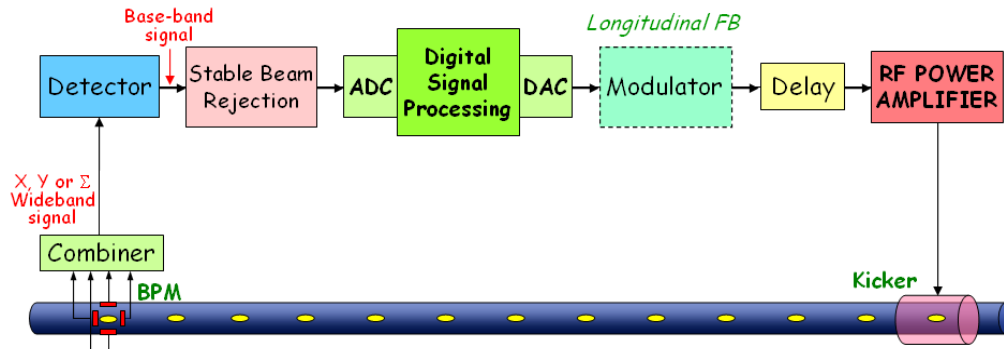 Base-band
signal
Longitudinal FB
Detector
Stable Beam
Rejection
ADC
Digital
Signal
Processing
DAC
Modulator
Delay
RF POWER
AMPLIFIER
X, Y or Σ
Wideband
signal
Combiner
BPM
Kicker